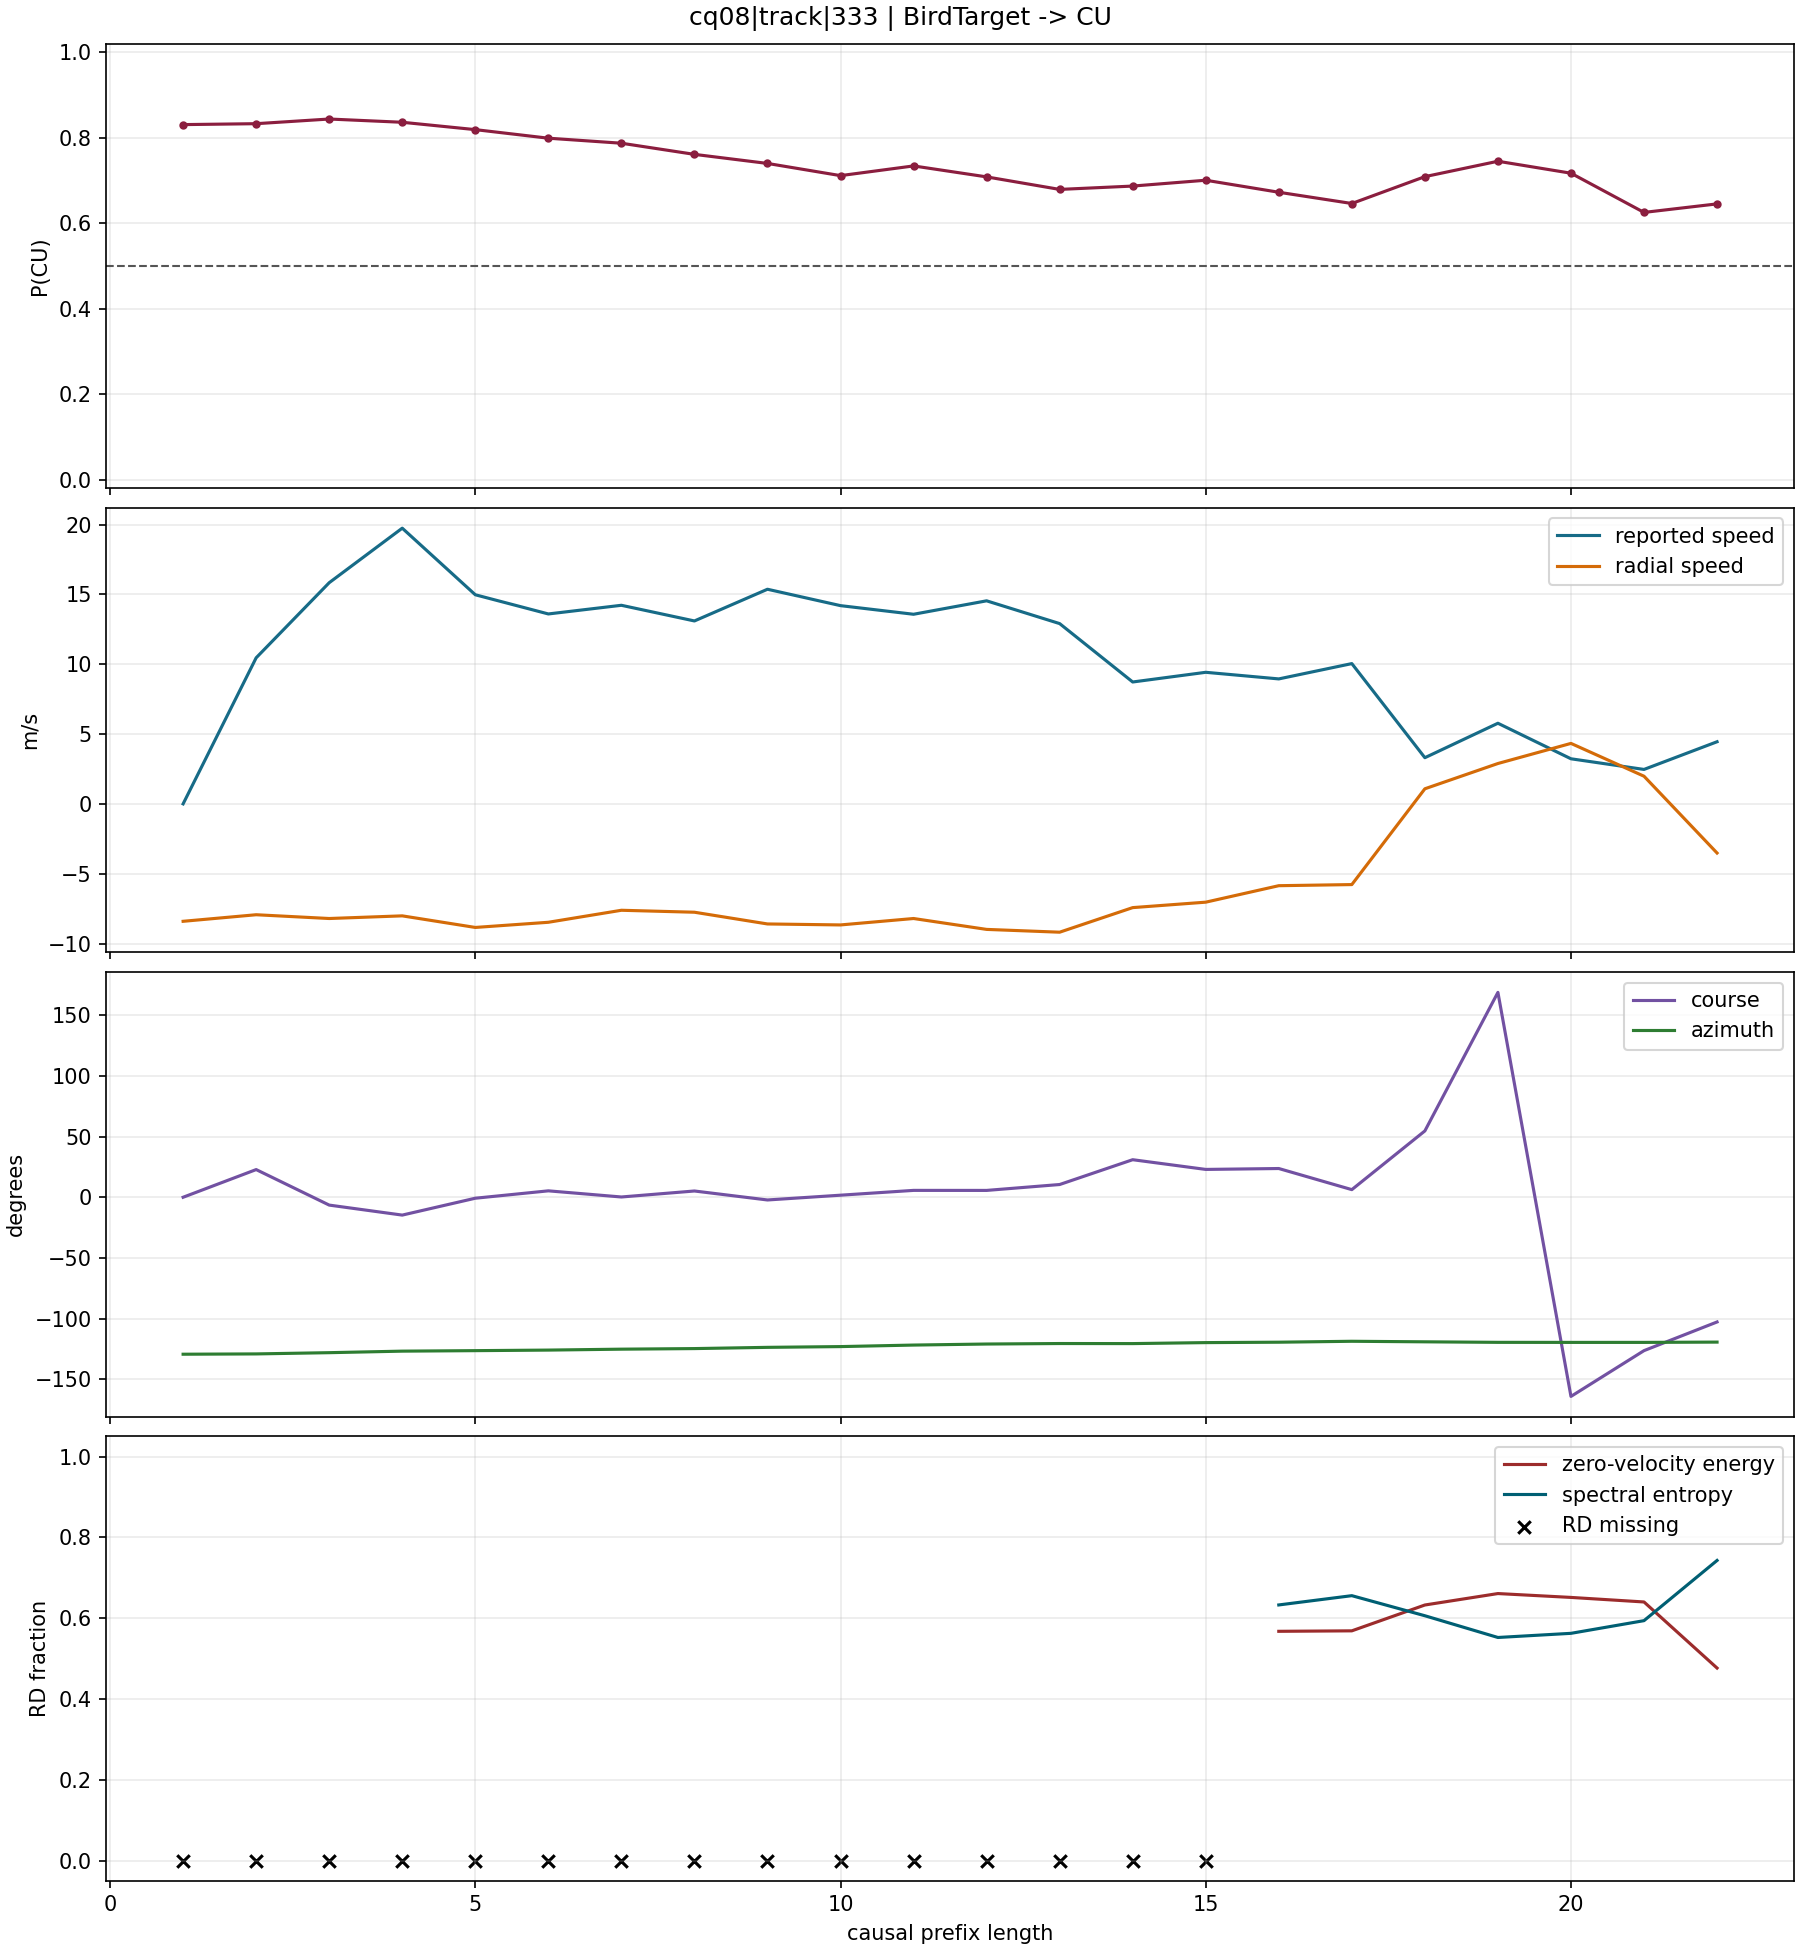 cq08|track|333 | BirdTarget -> CU
1.0
0.8
0.6
0.4
0.2
0.0
P(CU)
20
15
10
5
0
−5
−10
m/s
reported speed
radial speed
150
100
50
0
−50
−100
−150
degrees
course
azimuth
1.0
0.8
0.6
0.4
0.2
0.0
RD fraction
zero-velocity energy
spectral entropy
RD missing
0 5 10 15 20
causal prefix length